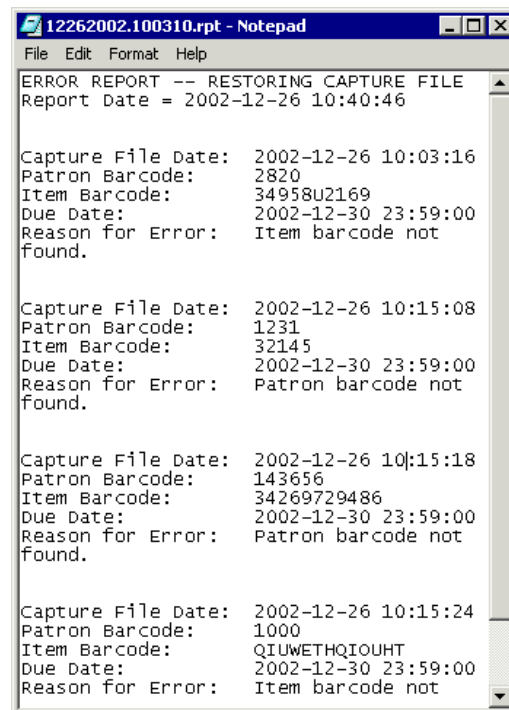 12262002.100310.rpt - Notepad
File Edit Format Help
ERROR REPORT -- RESTORING CAPTURE FILE
Report Date = 2002-12-26 10:40:46
Capture File Date: 2002-12-26 10:03:16
Patron Barcode: 2820
Item Barcode: 34958U2169
Due Date: 2002-12-30 23:59:00
Reason for Error: Item barcode not
found.
Capture File Date: 2002-12-26 10:15:08
Patron Barcode: 1231
Item Barcode: 32145
Due Date: 2002-12-30 23:59:00
Reason for Error: Patron barcode not
found.
Capture File Date: 2002-12-26 10:15:18
Patron Barcode: 143656
Item Barcode: 34269729486
Due Date: 2002-12-30 23:59:00
Reason for Error: Patron barcode not
found.
Capture File Date: 2002-12-26 10:15:24
Patron Barcode: 1000
Item Barcode: QIUWETHQIOUHT
Due Date: 2002-12-30 23:59:00
Reason for Error: Item barcode not